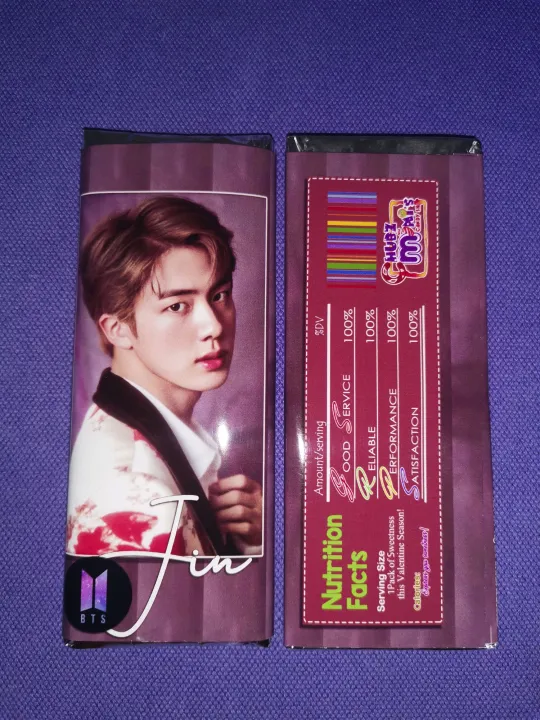 Jin
BTS
Nutrition
Facts
Serving Size
1Pack of Sweetness
this Valentine Season!
Calories:
Amount/serving %DV
GOOD SERVICE 100%
RELIABLE 100%
PERFORMANCE 100%
SATISFACTION 100%